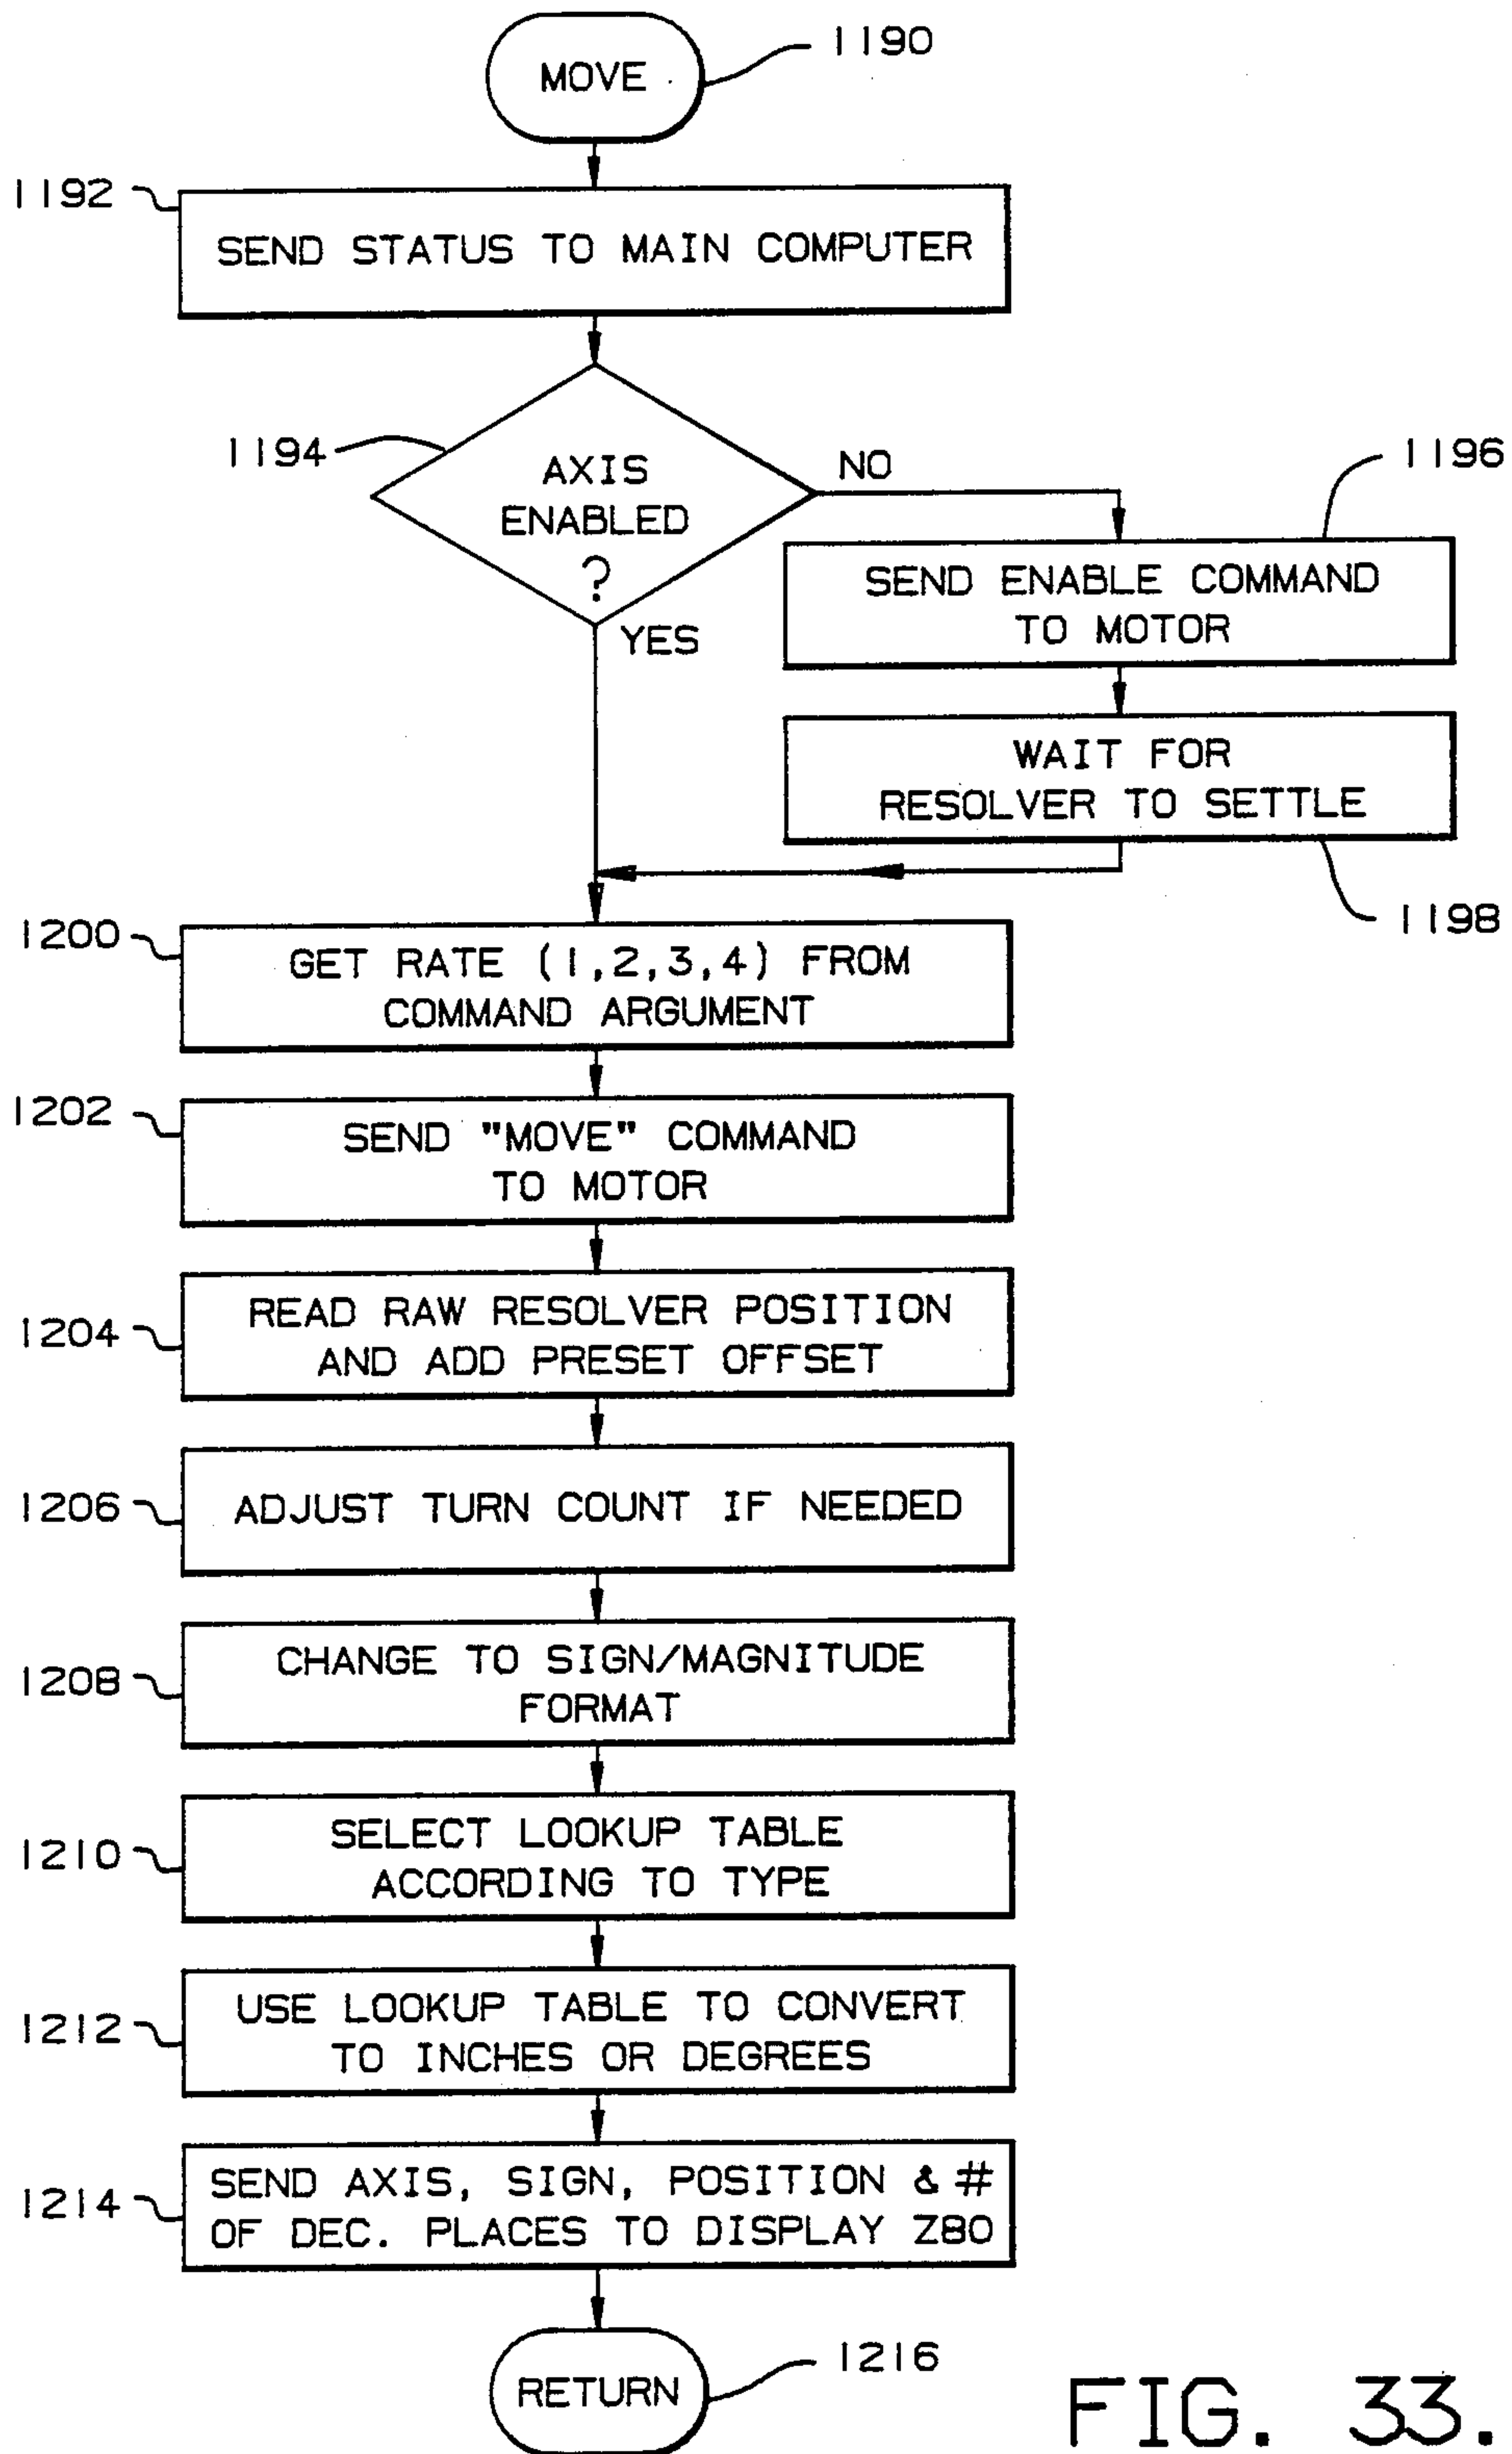 MOVE
1190
1192
SEND STATUS TO MAIN COMPUTER
1194
AXIS
ENABLED
?
NO
YES
1196
SEND ENABLE COMMAND
TO MOTOR
WAIT FOR
RESOLVER TO SETTLE
1198
1200
GET RATE (1,2,3,4) FROM
COMMAND ARGUMENT
1202
SEND "MOVE" COMMAND
TO MOTOR
1204
READ RAW RESOLVER POSITION
AND ADD PRESET OFFSET
1206
ADJUST TURN COUNT IF NEEDED
1208
CHANGE TO SIGN/MAGNITUDE
FORMAT
1210
SELECT LOOKUP TABLE
ACCORDING TO TYPE
1212
USE LOOKUP TABLE TO CONVERT
TO INCHES OR DEGREES
1214
SEND AXIS, SIGN, POSITION & #
OF DEC. PLACES TO DISPLAY Z80
RETURN
1216
FIG. 33.